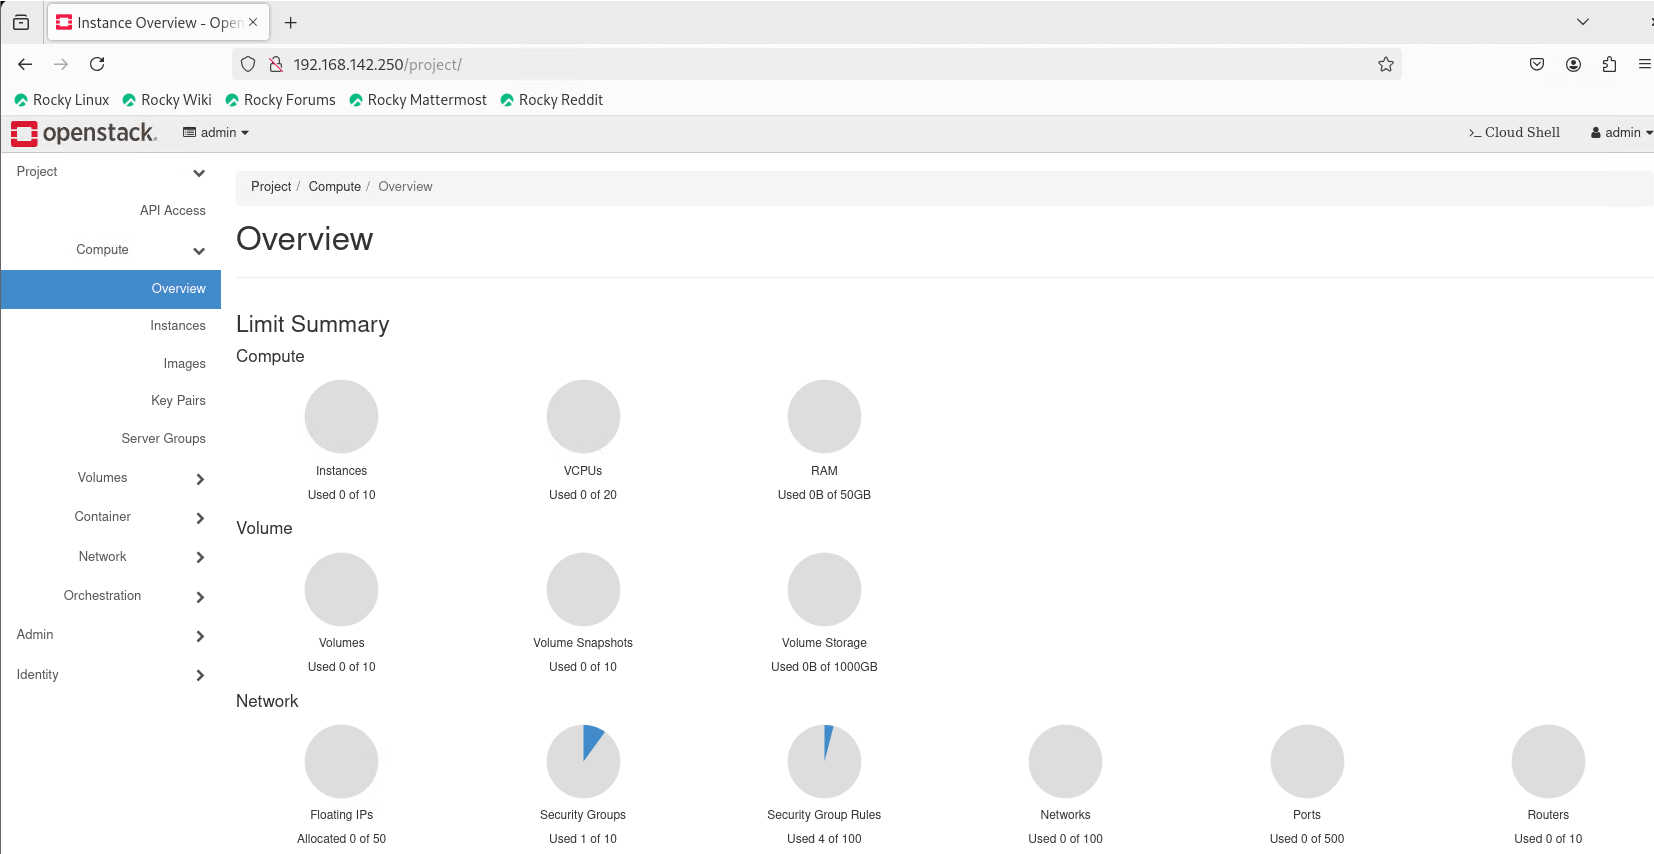 Instance Overview - Open
192.168.142.250/project/
Rocky Linux Rocky Wiki Rocky Forums Rocky Mattermost Rocky Reddit
openstack. admin >_ Cloud Shell admin
Project
API Access
Compute
Overview
Instances
Images
Key Pairs
Server Groups
Volumes
Container
Network
Orchestration
Admin
Identity
Project / Compute / Overview
Overview
Limit Summary
Compute
Instances VCPUs RAM
Used 0 of 10 Used 0 of 20 Used 0B of 50GB
Volume
Volumes Volume Snapshots Volume Storage
Used 0 of 10 Used 0 of 10 Used 0B of 1000GB
Network
Floating IPs Security Groups Security Group Rules Networks Ports Routers
Allocated 0 of 50 Used 1 of 10 Used 4 of 100 Used 0 of 100 Used 0 of 500 Used 0 of 10